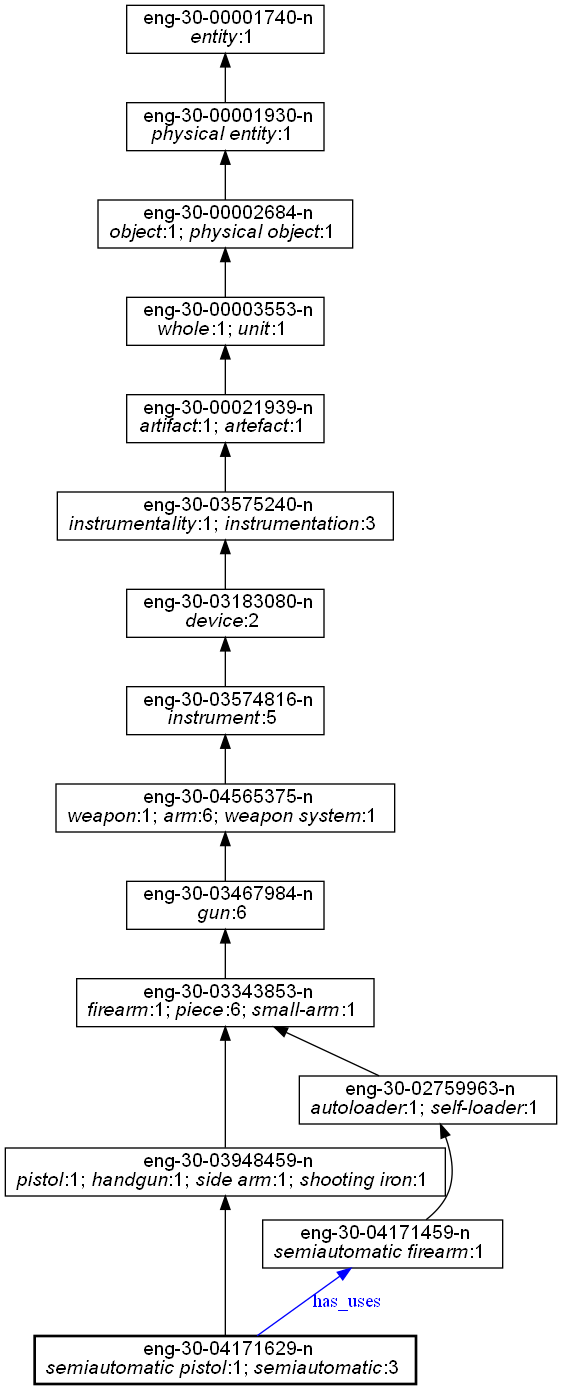 eng-30-00001740-n
entity:1
eng-30-00001930-n
physical entity:1
eng-30-00002684-n
object:1; physical object:1
eng-30-00003553-n
whole:1; unit:1
eng-30-00021939-n
artifact:1; artefact:1
eng-30-03575240-n
instrumentality:1; instrumentation:3
eng-30-03183080-n
device:2
eng-30-03574816-n
instrument:5
eng-30-04565375-n
weapon:1; arm:6; weapon system:1
eng-30-03467984-n
gun:6
eng-30-03343853-n
firearm:1; piece:6; small-arm:1
eng-30-02759963-n
autoloader:1; self-loader:1
eng-30-03948459-n
pistol:1; handgun:1; side arm:1; shooting iron:1
eng-30-04171459-n
semiautomatic firearm:1
has_uses
eng-30-04171629-n
semiautomatic pistol:1; semiautomatic:3